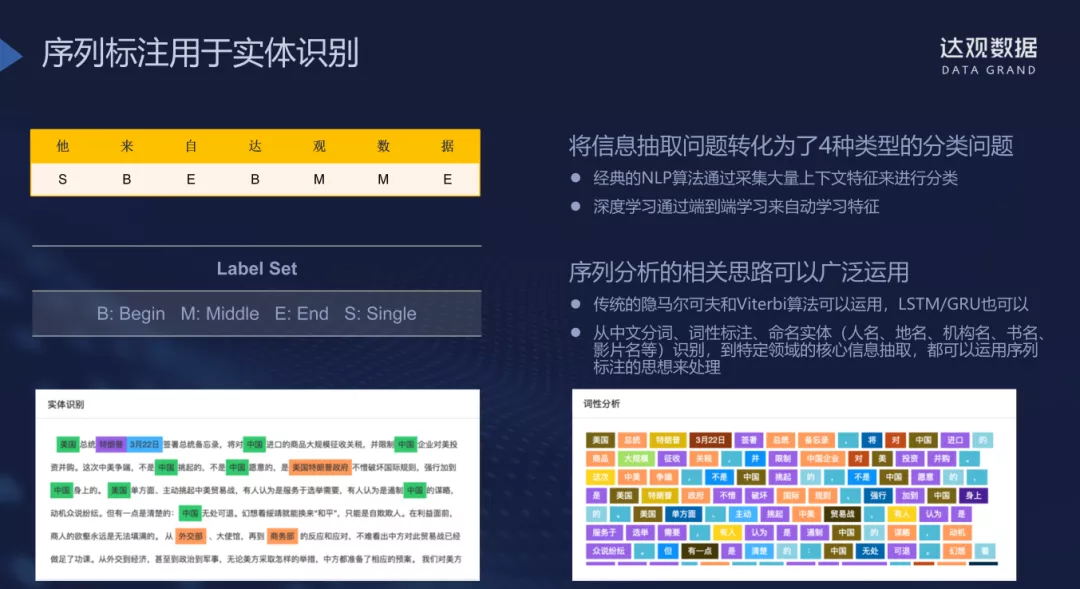 序列标注用于实体识别
达观数据
DATA GRAND
他 来 自 达 观 数 据
S B E B M M E
Label Set
B: Begin M: Middle E: End S: Single
将信息抽取问题转化为了4种类型的分类问题
经典的NLP算法通过采集大量上下文特征来进行分类
深度学习通过端到端学习来自动学习特征
序列分析的相关思路可以广泛运用
传统的隐马尔可夫和Viterbi算法可以运用，LSTM/GRU也可以
从中文分词、词性标注、命名实体（人名、地名、机构名、书名、
影片名等）识别，到特定领域的核心信息抽取，都可以运用序列
标注的思想来处理
实体识别
美国总统特朗普3月22日签署总统备忘录，将对中国进口的商品大规模征收关税，并限制中国企业对美投
资并购。这次中美争端，不是中国挑起的，不是中国愿意的，是美国特朗普政府不惜破坏国际规则，强行加到
中国身上的。美国单方面、主动挑起中美贸易战，有人认为是服务于选举需要，有人认为是遏制中国的谋略，
动机众说纷纭。但有一点是清楚的：中国无处可退。幻想着绥靖就能换来“和平”，只能是自欺欺人。在利益面前，
商人的欲壑永远是无法填满的。从外交部、大使馆，再到商务部的反应和应对，不难看出中方对此贸易战已经
做足了功课。从外交到经济，甚至到政治到军事，无论美方采取怎样的举措，中方都准备了相应的预案。我们对美方
词性分析
美国 总统 特朗普 3月22日 签署 总统 备忘录 ， 将 对 中国 进口 的
商品 大规模 征收 关税 ， 并 限制 中国企业 对 美 投资 并购 。
这次 中美 争端 ， 不是 中国 挑起 的 ， 不是 中国 愿意 的 ，
是 美国 特朗普 政府 不惜 破坏 国际 规则 ， 强行 加到 中国 身上
的 。 美国 单方面 、 主动 挑起 中美 贸易战 ， 有人 认为 是
服务于 选举 需要 ， 有人 认为 是 遏制 中国 的 谋略 ， 动机
众说纷纭 。 但 有一点 是 清楚 的 ： 中国 无处 可退 。 幻想 着